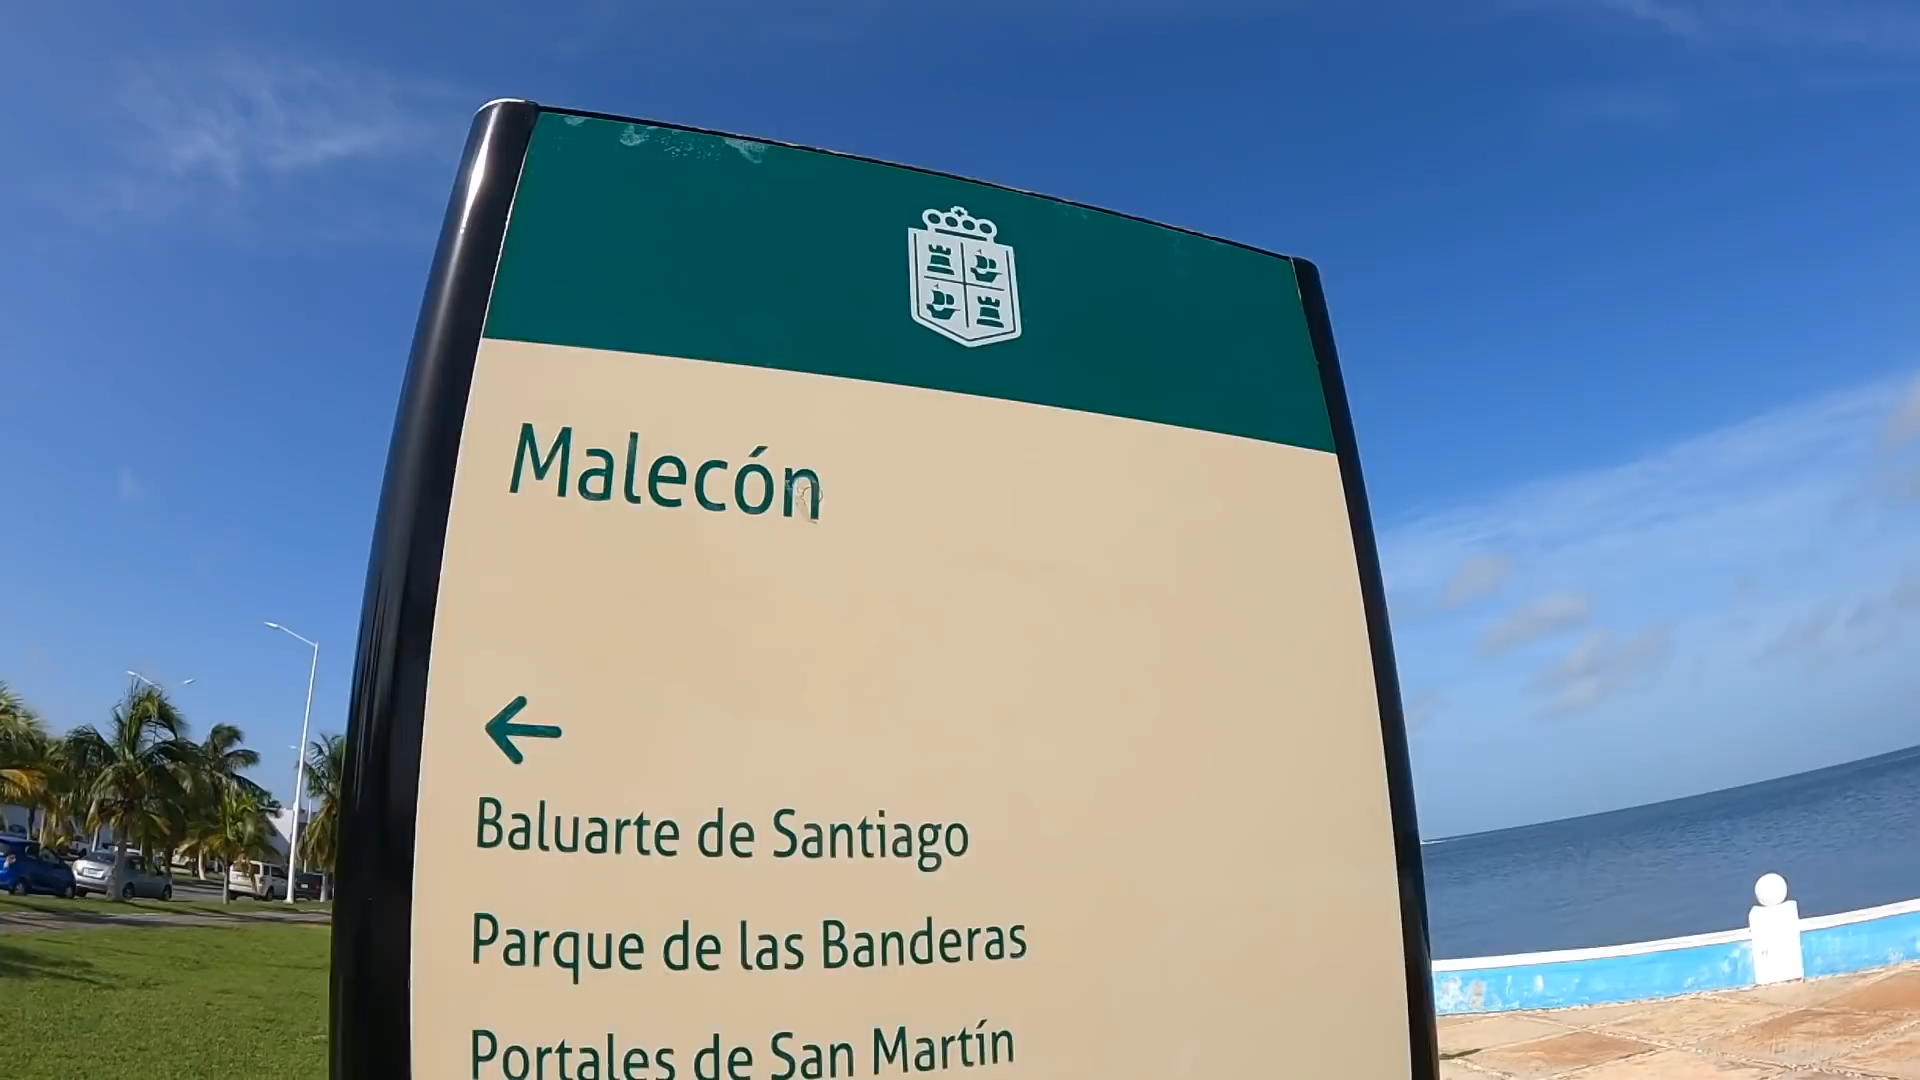 Malecón
←
Baluarte de Santiago
Parque de las Banderas
Portales de San Martín